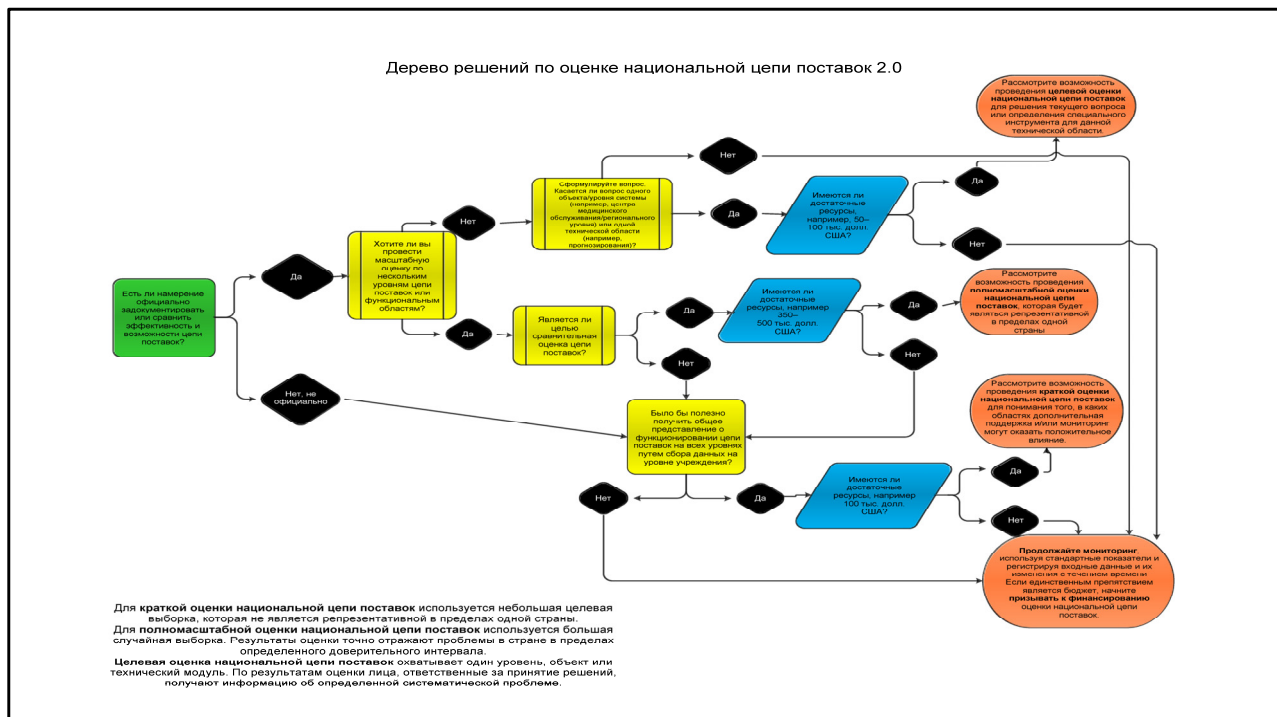 Дерево решений по оценке национальной цепи поставок 2.0
Рассмотрите возможность
проведения целевой оценки
национальной цепи поставок
для решения текущего вопроса
или определения специального
инструмента для данной
технической области.
Нет
Сформулируйте вопрос.
Касается ли вопрос одного
объекта/уровня системы
(например, центра
медицинского
обслуживания/регионального
уровня) или одной
технической области
(например,
прогнозирования)?
Да
Имеются ли
достаточные
ресурсы,
например, 50–
100 тыс. долл.
США?
Да
Нет
Нет
Хотите ли вы
провести
масштабную
оценку по
нескольким
уровням цепи
поставок или
функциональным
областям?
Да
Есть ли намерение
официально
задокументировать
или сравнить
эффективность и
возможности цепи
поставок?
Да
Является ли
целью
сравнительная
оценка цепи
поставок?
Да
Имеются ли
достаточные
ресурсы, например
350–
500 тыс. долл.
США?
Да
Рассмотрите
возможность проведения
полномасштабной оценки
национальной цепи
поставок, которая будет
являться репрезентативной
в пределах одной
страны
Нет
Нет
Нет, не
официально
Было бы полезно
получить общее
представление о
функционировании цепи
поставок на всех уровнях
путем сбора данных на
уровне учреждения?
Рассмотрите возможность
проведения краткой оценки
национальной цепи поставок
для понимания того, в каких
областях дополнительная
поддержка и/или мониторинг
могут оказать положительное
влияние.
Нет
Да
Имеются ли
достаточные
ресурсы, например
100 тыс. долл.
США?
Да
Нет
Продолжайте мониторинг,
используя стандартные показатели и
регистрируя входные данные и их
изменения с течением времени
Если единственным препятствием
является бюджет, начните
призывать к финансированию
оценки национальной цепи
поставок.
Для краткой оценки национальной цепи поставок используется небольшая целевая
выборка, которая не является репрезентативной в пределах одной страны.
Для полномасштабной оценки национальной цепи поставок используется большая
случайная выборка. Результаты оценки точно отражают проблемы в стране в пределах
определенного доверительного интервала.
Целевая оценка национальной цепи поставок охватывает один уровень, объект или
технический модуль. По результатам оценки лица, ответственные за принятие решений,
получают информацию об определенной систематической проблеме.